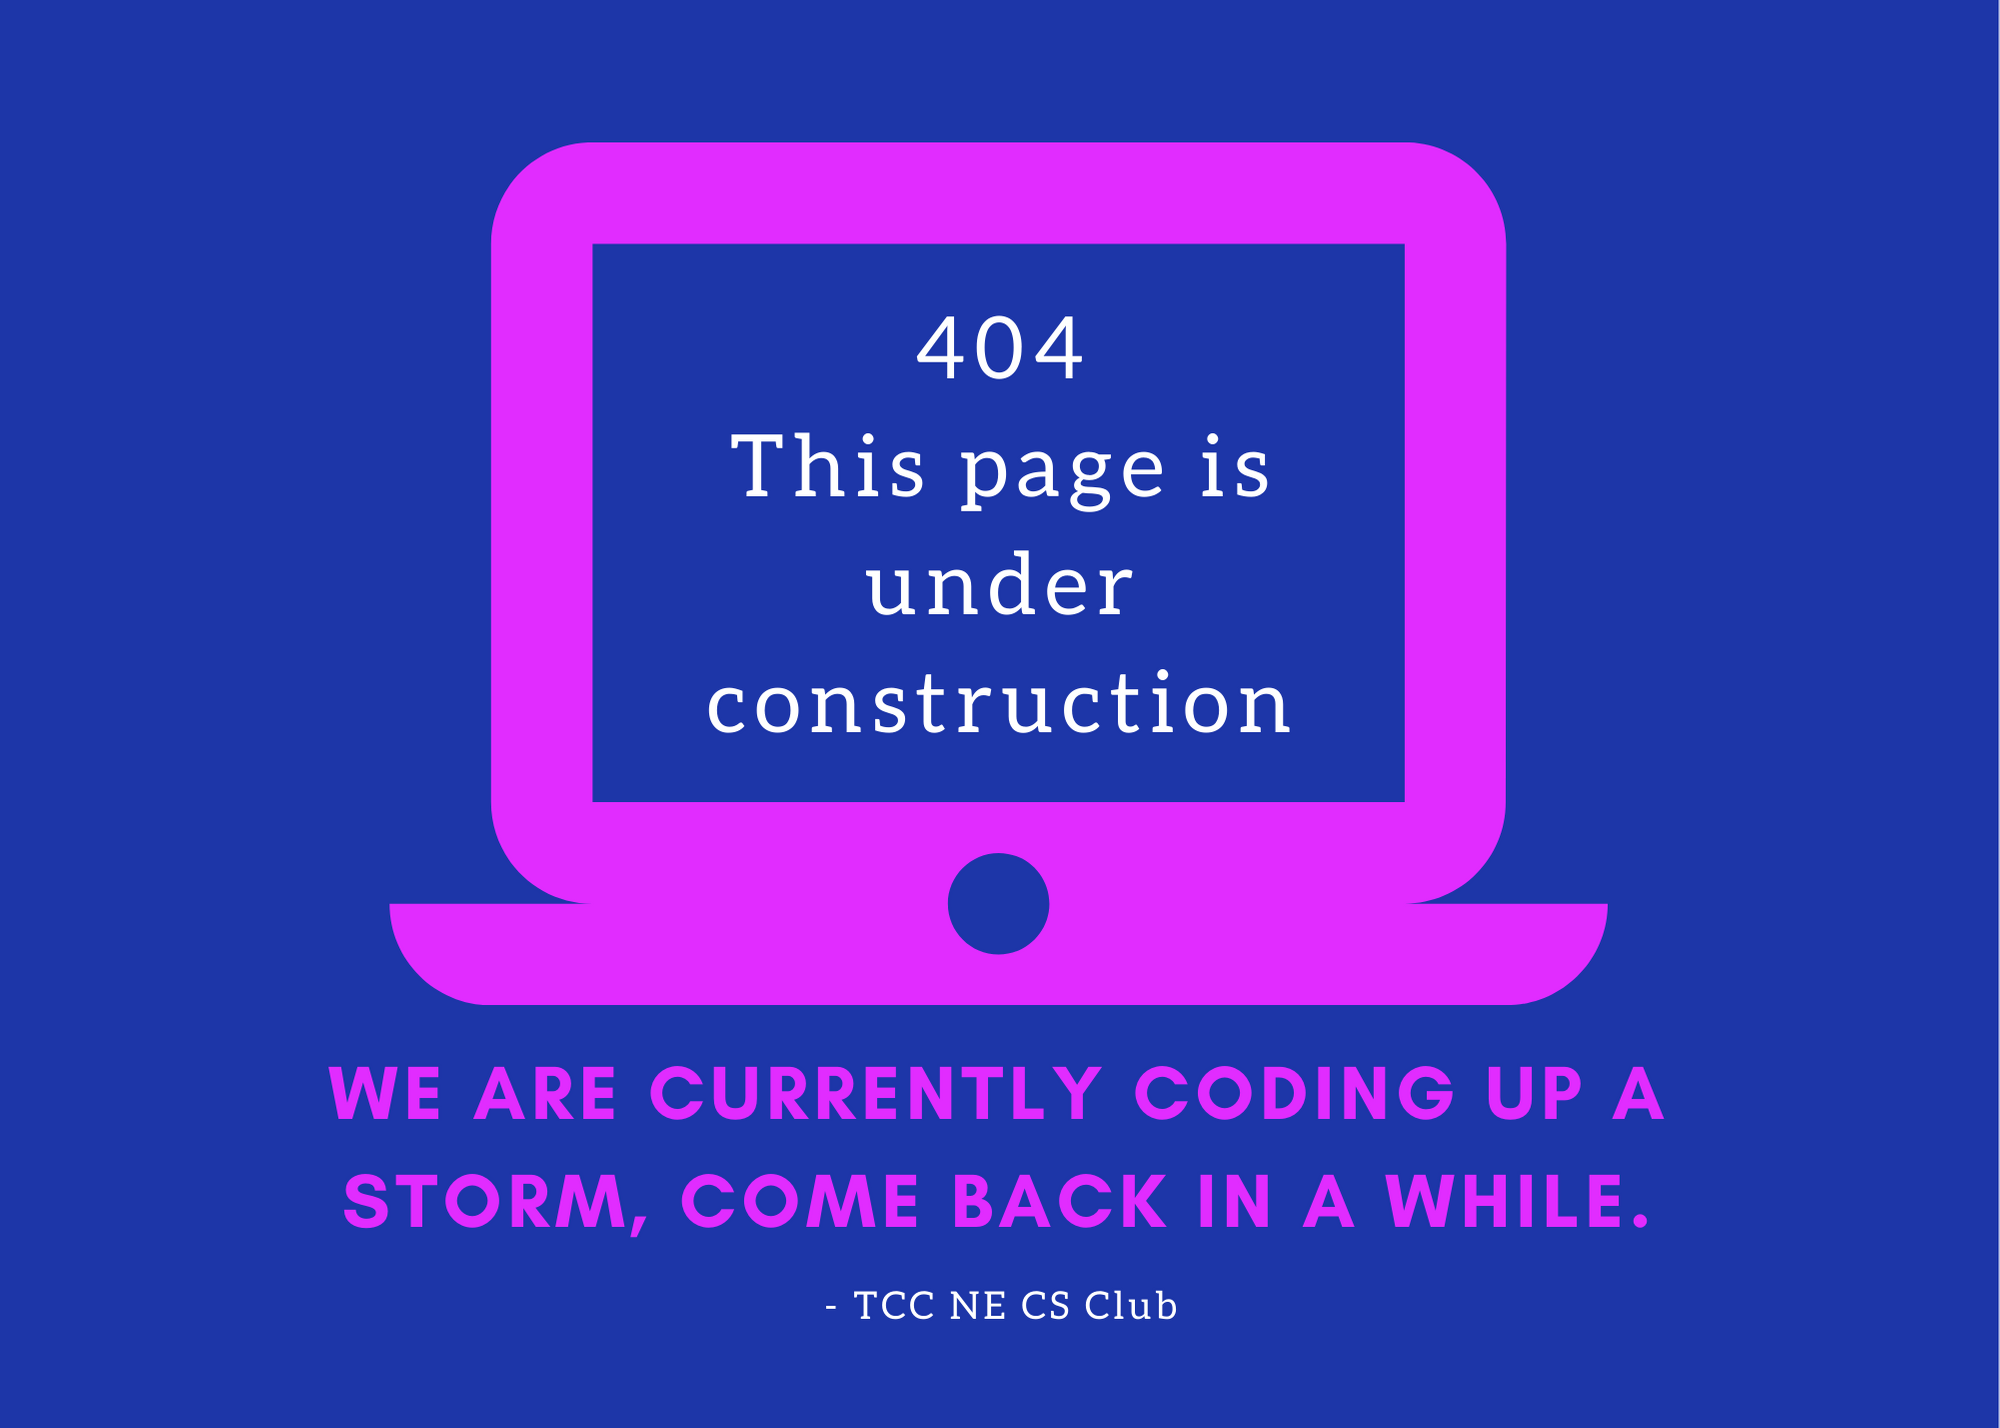 404
This page is
under
construction
WE ARE CURRENTLY CODING UP A
STORM, COME BACK IN A WHILE.
- TCC NE CS Club